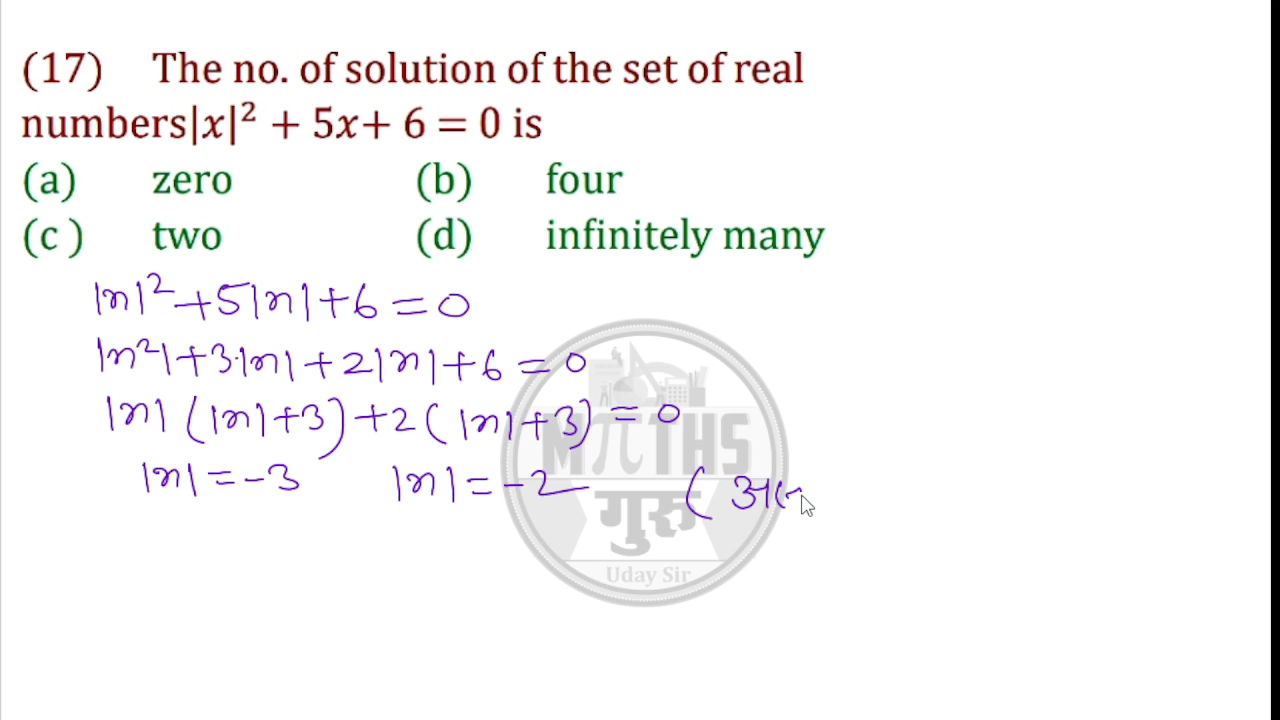 (17) The no. of solution of the set of real
numbers|x|² + 5x+ 6 = 0 is
(a) zero (b) four
(c ) two (d) infinitely many
|x|² + 5|x| + 6 = 0
|x²| + 3·|x| + 2|x| + 6 = 0
|x| (|x|+3) + 2 (|x|+3) = 0
|x| = -3 |x| = -2 (
MπTHS
गुरु
Uday Sir